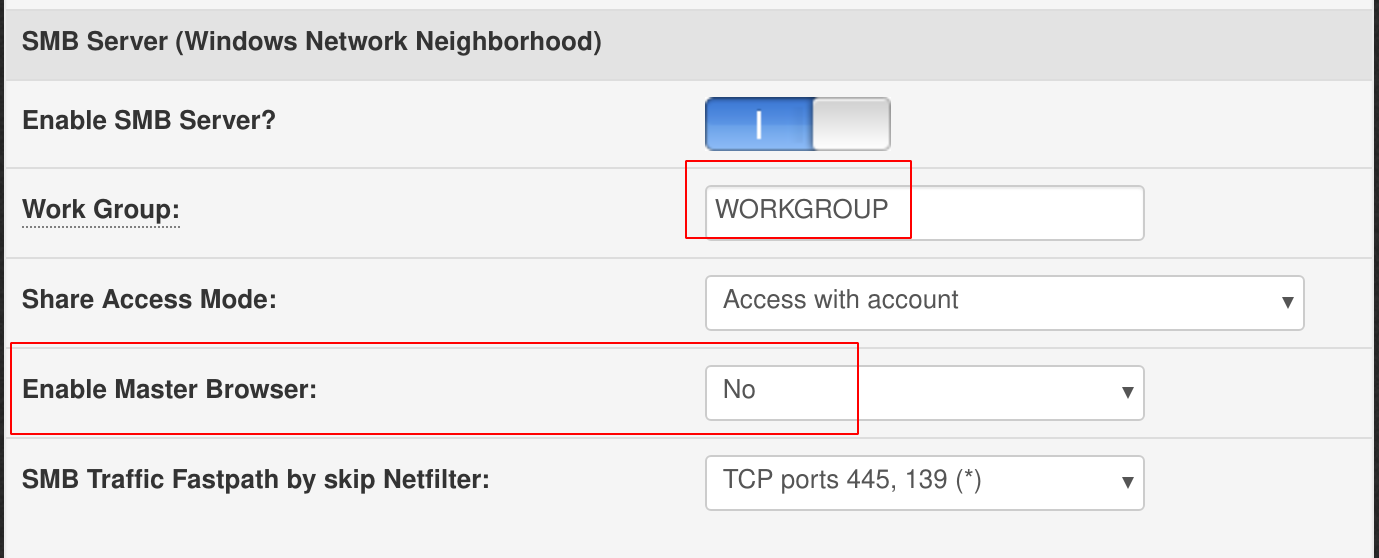 SMB Server (Windows Network Neighborhood)
Enable SMB Server?
Work Group: WORKGROUP
Share Access Mode: Access with account
Enable Master Browser: No
SMB Traffic Fastpath by skip Netfilter: TCP ports 445, 139 (*)